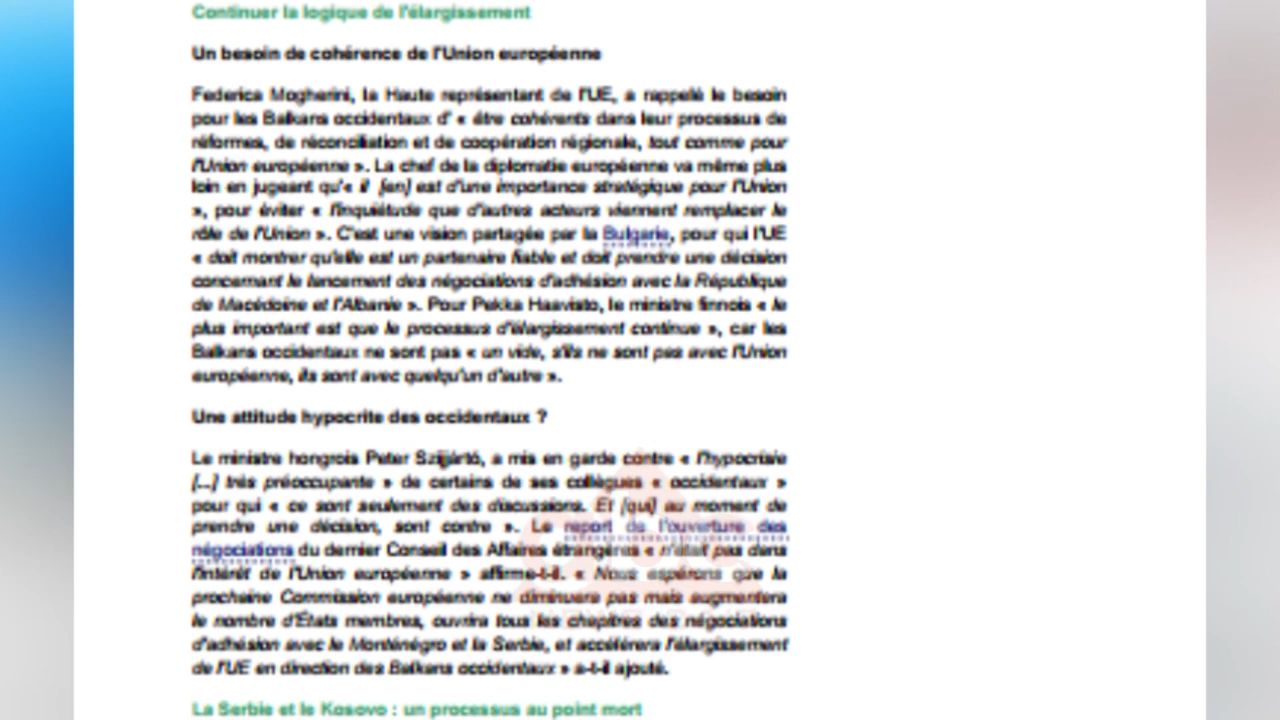 Continuer la logique de l'élargissement
Un besoin de cohérence de l'Union européenne
Federica Mogherini, la Haute représentant de l'UE, a rappelé le besoin
pour les Balkans occidentaux d' « être cohérents dans leur processus de
réformes, de réconciliation et de coopération régionale, tout comme pour
l'Union européenne ». La chef de la diplomatie européenne va même plus
loin en jugeant qu'« il [en] est d'une importance stratégique pour l'Union
», pour éviter « l'inquiétude que d'autres acteurs viennent remplacer le
rôle de l'Union ». C'est une vision partagée par la Bulgarie, pour qui l'UE
« doit montrer qu'elle est un partenaire fiable et doit prendre une décision
concernant le lancement des négociations d'adhésion avec la République
de Macédoine et l'Albanie ». Pour Pekka Haavisto, le ministre finnois « le
plus important est que le processus d'élargissement continue », car les
Balkans occidentaux ne sont pas « un vide, s'ils ne sont pas avec l'Union
européenne, ils sont avec quelqu'un d'autre ».
Une attitude hypocrite des occidentaux ?
Le ministre hongrois Peter Szijjártó, a mis en garde contre « l'hypocrisie
[...] très préoccupante » de certains de ses collègues « occidentaux »
pour qui « ce sont seulement des discussions. Et [qui] au moment de
prendre une décision, sont contre ». Le report de l'ouverture des
négociations du dernier Conseil des Affaires étrangères « n'était pas dans
l'intérêt de l'Union européenne » affirme-t-il. « Nous espérons que la
prochaine Commission européenne ne diminuera pas mais augmentera
le nombre d'États membres, ouvrira tous les chapitres des négociations
d'adhésion avec le Monténégro et la Serbie, et accélérera l'élargissement
de l'UE en direction des Balkans occidentaux » a-t-il ajouté.
La Serbie et le Kosovo : un processus au point mort